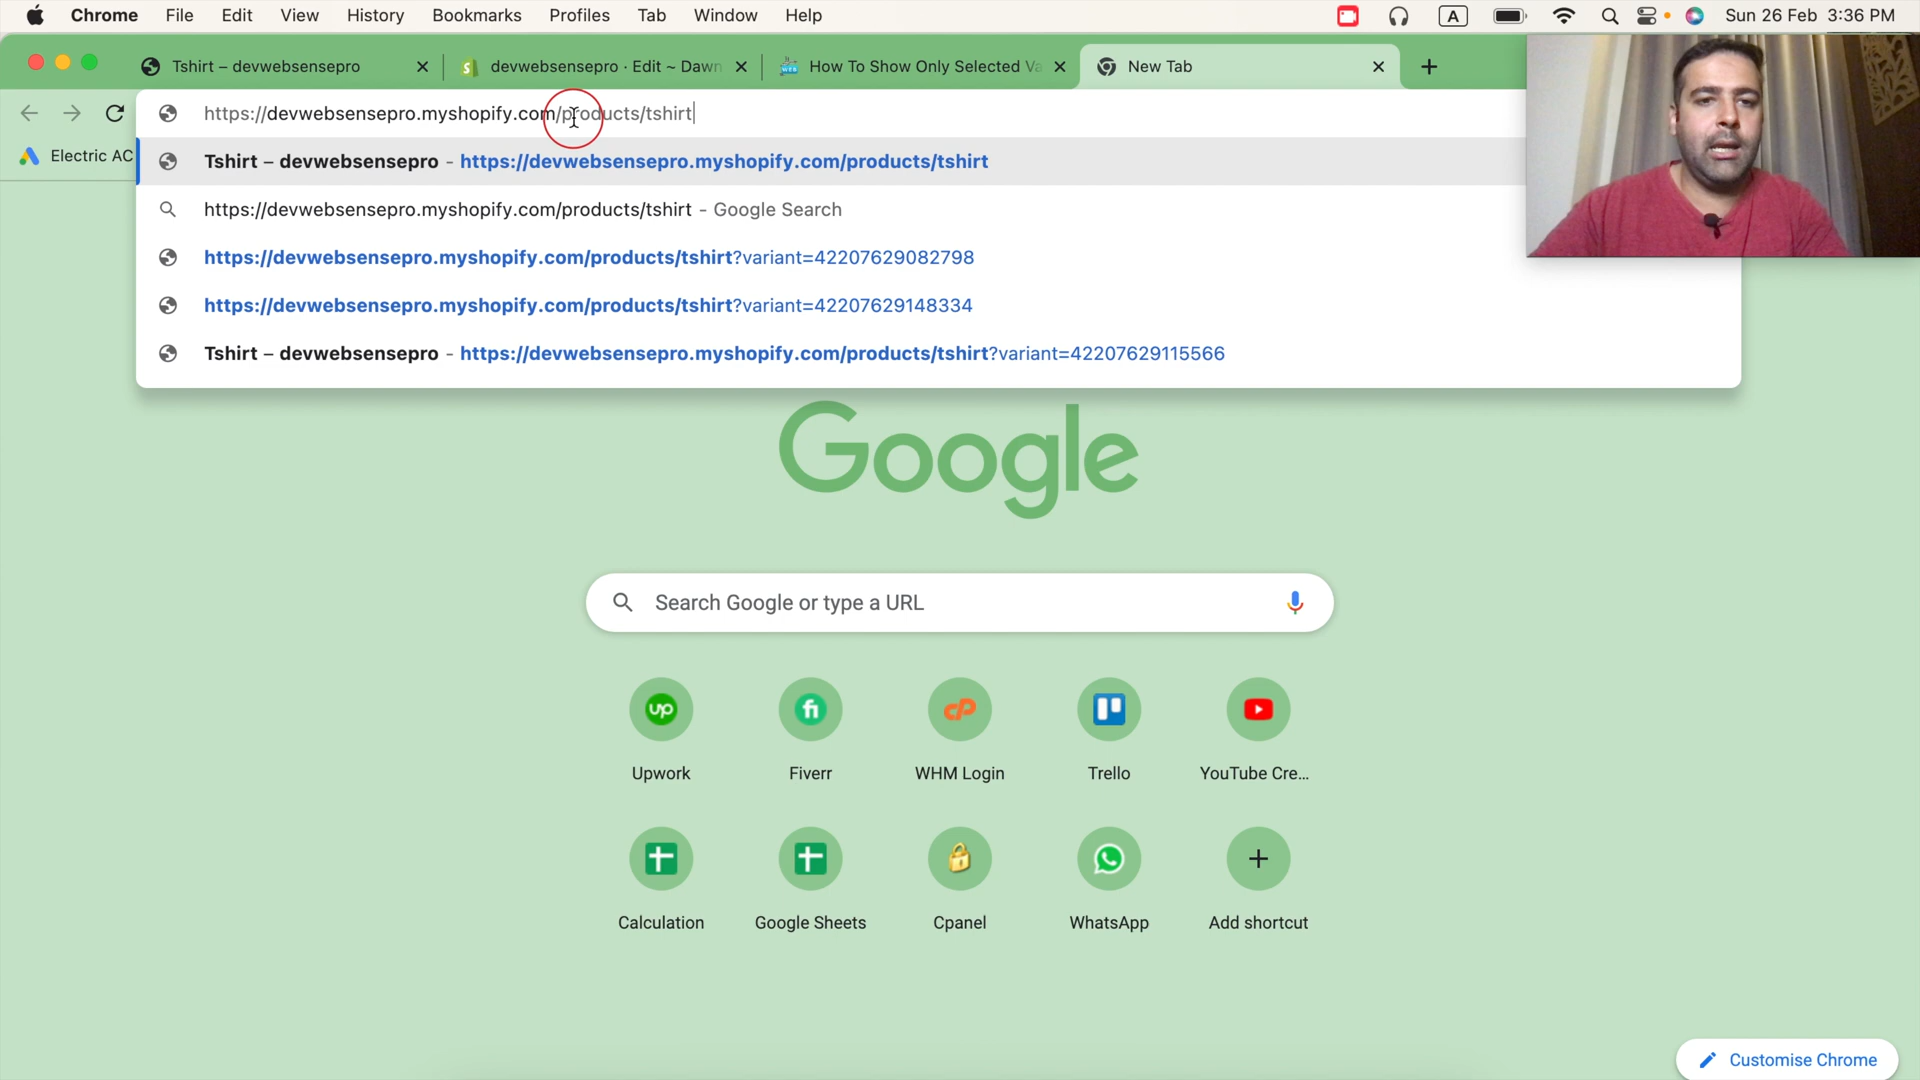 Chrome File Edit View History Bookmarks Profiles Tab Window Help A Sun 26 Feb 3:36 PM
Tshirt – devwebsensepro devwebsensepro · Edit ~ Dawn How To Show Only Selected Va New Tab
https://devwebsensepro.myshopify.com/products/tshirt
Electric AC
Tshirt – devwebsensepro - https://devwebsensepro.myshopify.com/products/tshirt
https://devwebsensepro.myshopify.com/products/tshirt - Google Search
https://devwebsensepro.myshopify.com/products/tshirt?variant=42207629082798
https://devwebsensepro.myshopify.com/products/tshirt?variant=42207629148334
Tshirt – devwebsensepro - https://devwebsensepro.myshopify.com/products/tshirt?variant=42207629115566
Google
Search Google or type a URL
up fi cP
Upwork Fiverr WHM Login Trello YouTube Cre...
Calculation Google Sheets Cpanel WhatsApp Add shortcut
Customise Chrome